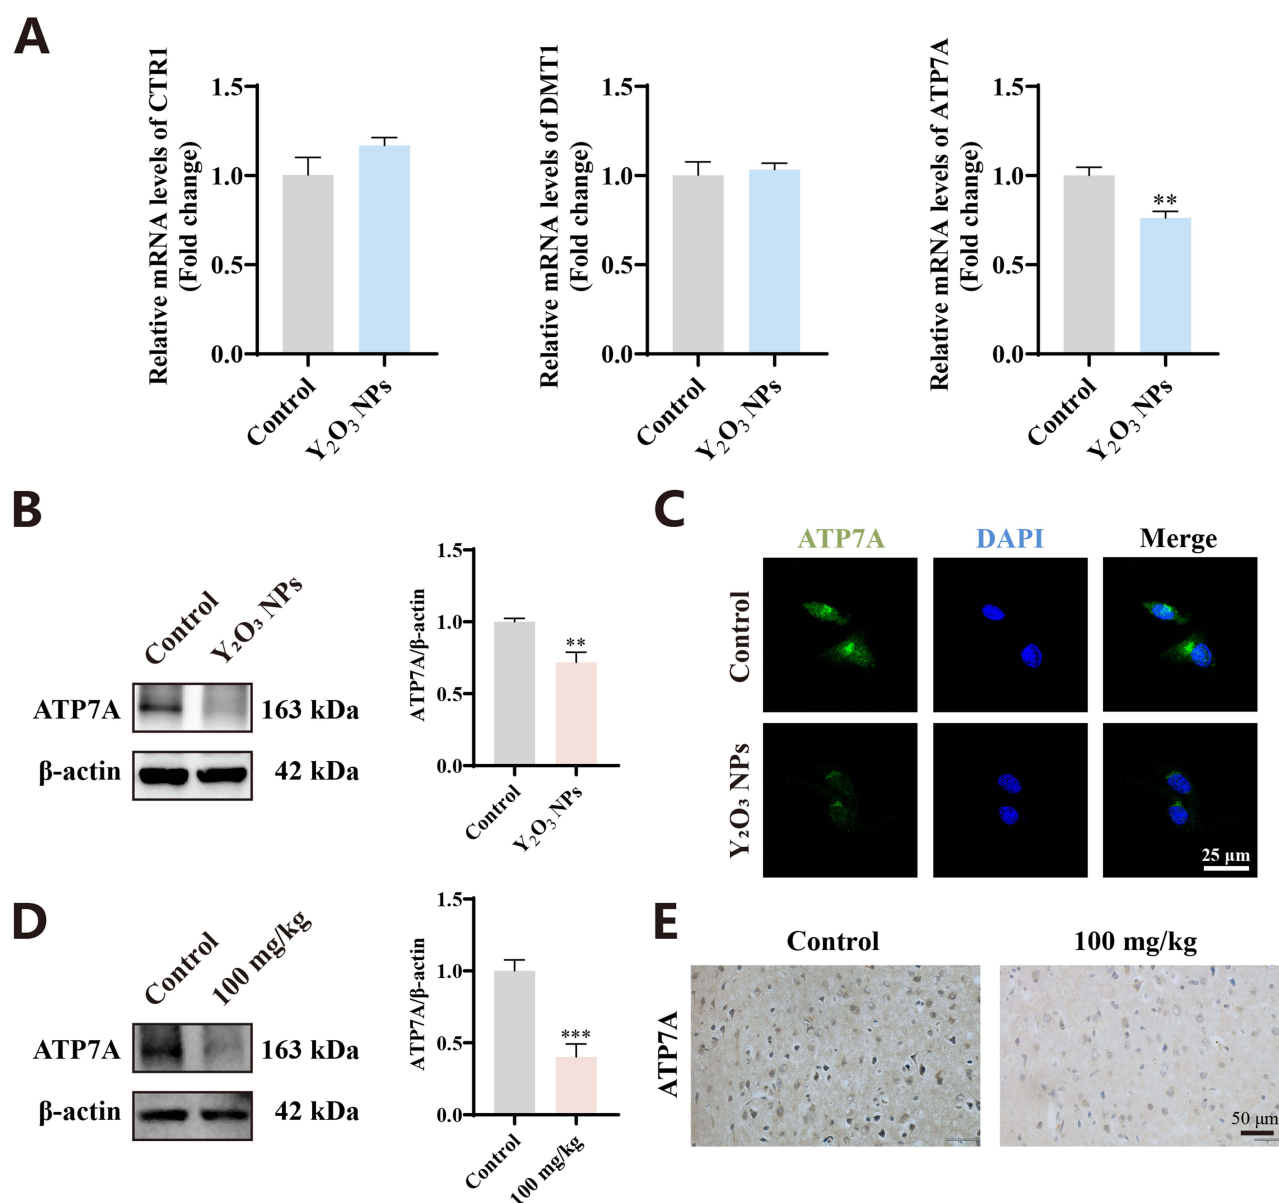 A
Relative mRNA levels of CTR1
(Fold change)
1.5
1.0
0.5
0.0
Control
Y₂O₃ NPs
Relative mRNA levels of DMT1
(Fold change)
1.5
1.0
0.5
0.0
Control
Y₂O₃ NPs
Relative mRNA levels of ATP7A
(Fold change)
1.5
1.0
0.5
0.0
**
Control
Y₂O₃ NPs
B
Control
Y₂O₃ NPs
ATP7A
163 kDa
β-actin
42 kDa
ATP7A/β-actin
1.5
1.0
0.5
0.0
**
Control
Y₂O₃ NPs
C
ATP7A
DAPI
Merge
Control
Y₂O₃ NPs
25 μm
D
Control
100 mg/kg
ATP7A
163 kDa
β-actin
42 kDa
ATP7A/β-actin
1.5
1.0
0.5
0.0
***
Control
100 mg/kg
E
Control
100 mg/kg
ATP7A
50 μm